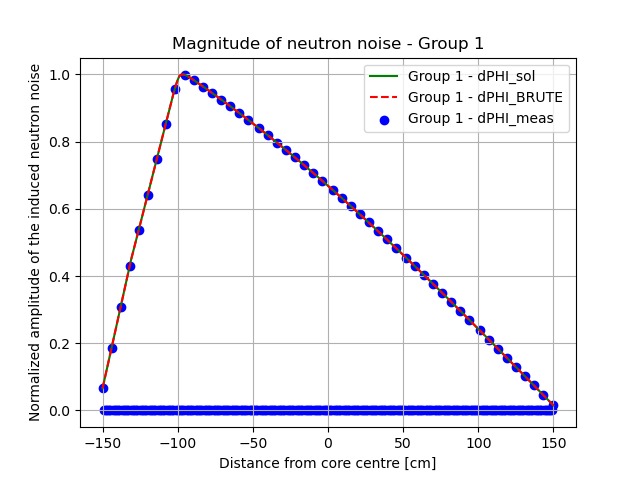 Magnitude of neutron noise - Group 1
Normalized amplitude of the induced neutron noise
1.0
0.8
0.6
0.4
0.2
0.0
Group 1 - dPHI_sol
Group 1 - dPHI_BRUTE
Group 1 - dPHI_meas
−150
−100
−50
0
50
100
150
Distance from core centre [cm]